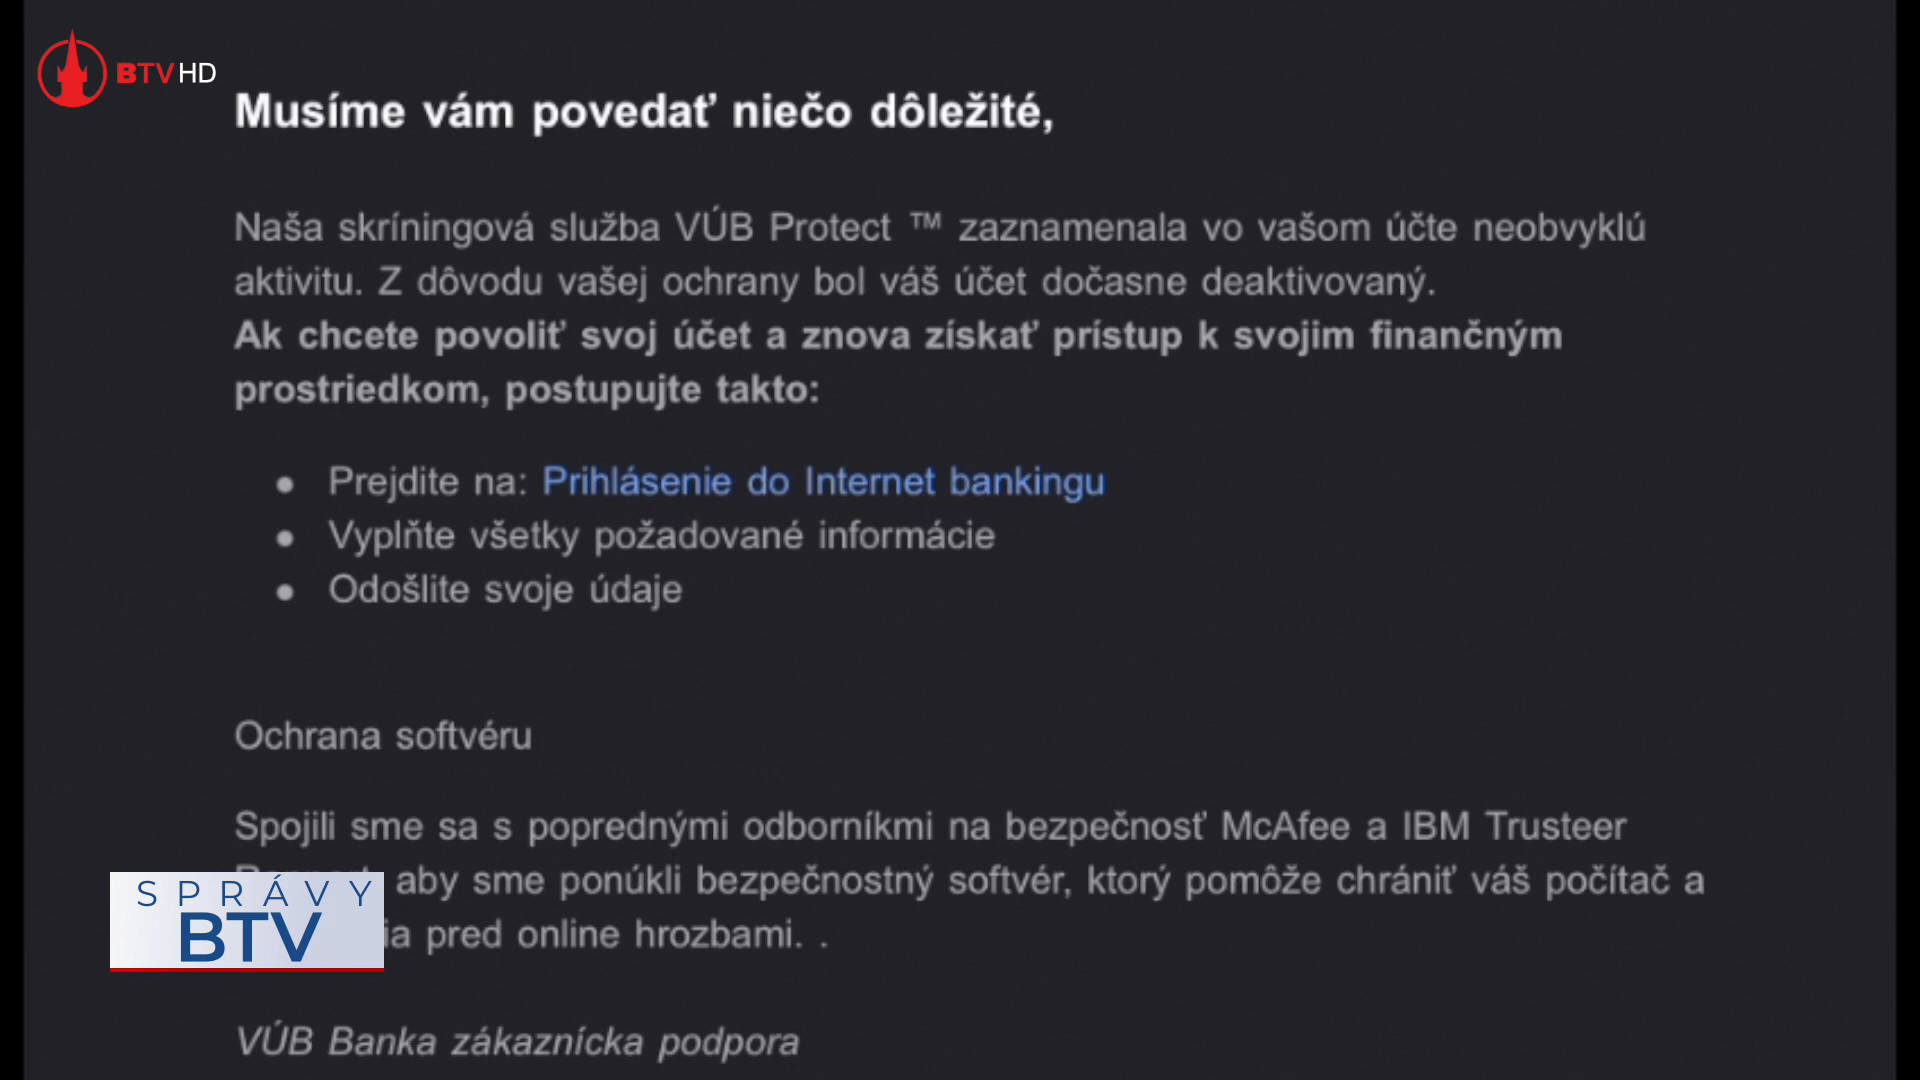 BTV HD
Musíme vám povedať niečo dôležité,
Naša skríningová služba VÚB Protect ™ zaznamenala vo vašom účte neobvyklú
aktivitu. Z dôvodu vašej ochrany bol váš účet dočasne deaktivovaný.
Ak chcete povoliť svoj účet a znova získať prístup k svojim finančným
prostriedkom, postupujte takto:
● Prejdite na: Prihlásenie do Internet bankingu
● Vyplňte všetky požadované informácie
● Odošlite svoje údaje
Ochrana softvéru
Spojili sme sa s poprednými odborníkmi na bezpečnosť McAfee a IBM Trusteer
aby sme ponúkli bezpečnostný softvér, ktorý pomôže chrániť váš počítač a
pred online hrozbami. .
SPRÁVY
BTV
VÚB Banka zákaznícka podpora